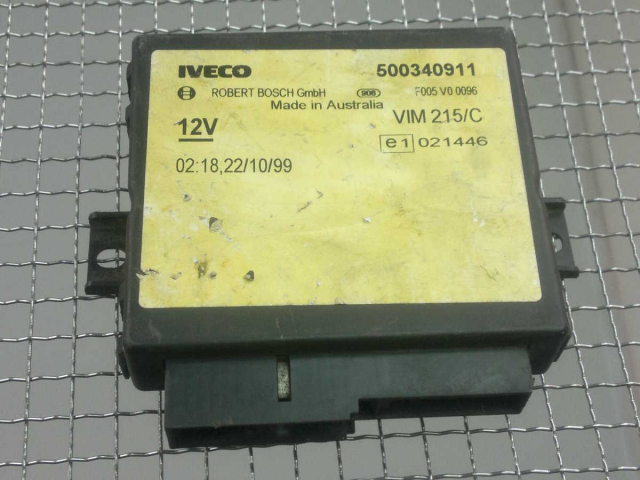 IVECO 500340911
ROBERT BOSCH GmbH 906 F005 V0 0096
Made in Australia
12V VIM 215/C
e1 021446
02:18,22/10/99